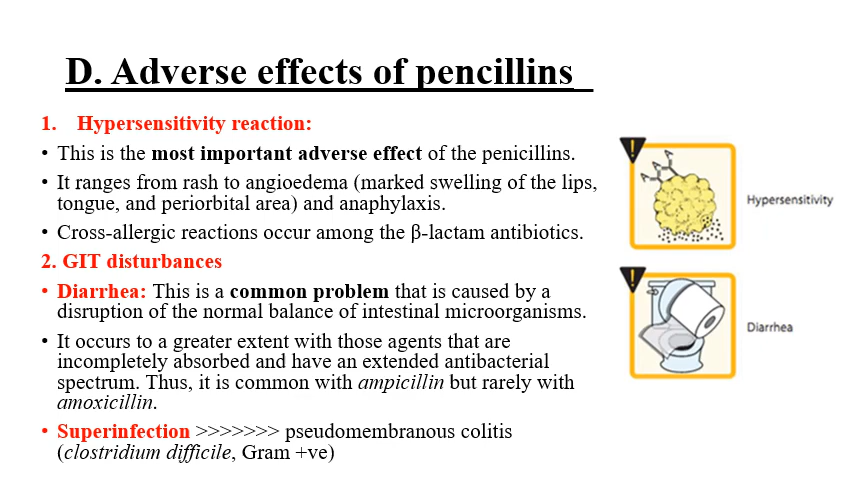 D. Adverse effects of pencillins
1. Hypersensitivity reaction:
• This is the most important adverse effect of the penicillins.
• It ranges from rash to angioedema (marked swelling of the lips,
tongue, and periorbital area) and anaphylaxis.
• Cross-allergic reactions occur among the β-lactam antibiotics.
2. GIT disturbances
• Diarrhea: This is a common problem that is caused by a
disruption of the normal balance of intestinal microorganisms.
• It occurs to a greater extent with those agents that are
incompletely absorbed and have an extended antibacterial
spectrum. Thus, it is common with ampicillin but rarely with
amoxicillin.
• Superinfection >>>>>>> pseudomembranous colitis
(clostridium difficile, Gram +ve)
!
Hypersensitivity
!
Diarrhea